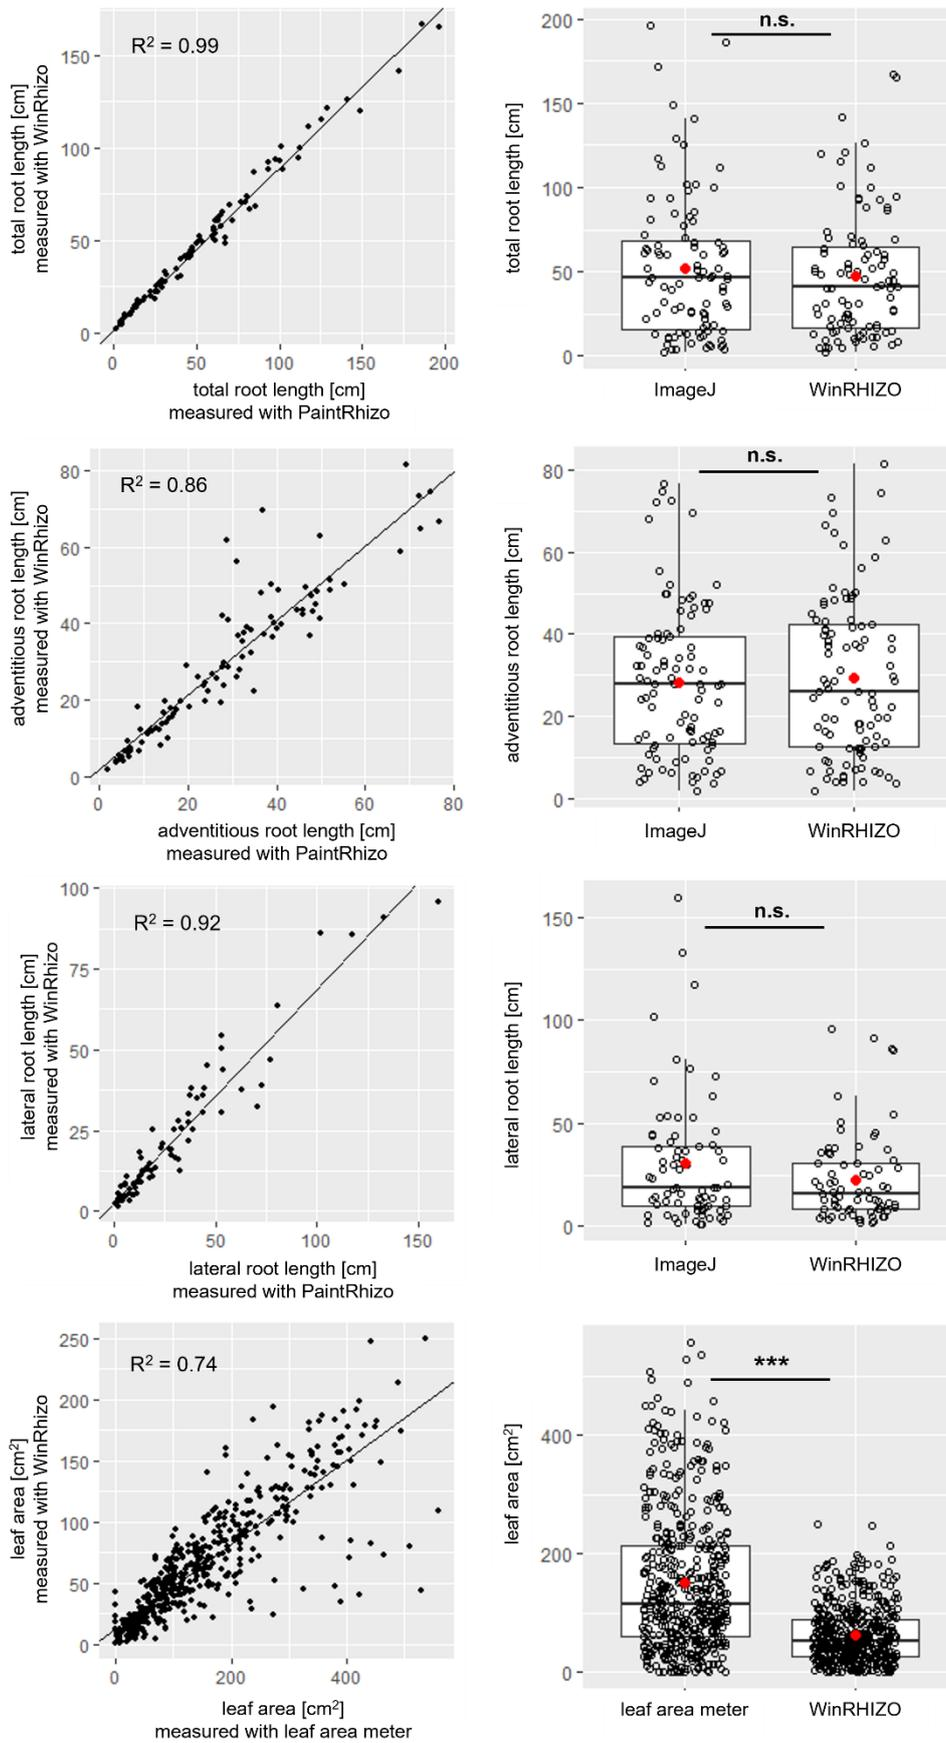 R² = 0.99
150
100
50
0
total root length [cm]
measured with WinRhizo
0 50 100 150 200
total root length [cm]
measured with PaintRhizo
n.s.
200
150
100
50
0
total root length [cm]
ImageJ WinRHIZO
R² = 0.86
80
60
40
20
0
adventitious root length [cm]
measured with WinRhizo
0 20 40 60 80
adventitious root length [cm]
measured with PaintRhizo
n.s.
80
60
40
20
0
adventitious root length [cm]
ImageJ WinRHIZO
R² = 0.92
100
75
50
25
0
lateral root length [cm]
measured with WinRhizo
0 50 100 150
lateral root length [cm]
measured with PaintRhizo
n.s.
150
100
50
0
lateral root length [cm]
ImageJ WinRHIZO
R² = 0.74
250
200
150
100
50
0
leaf area [cm²]
measured with WinRhizo
0 200 400
leaf area [cm²]
measured with leaf area meter
***
400
200
0
leaf area [cm²]
leaf area meter WinRHIZO